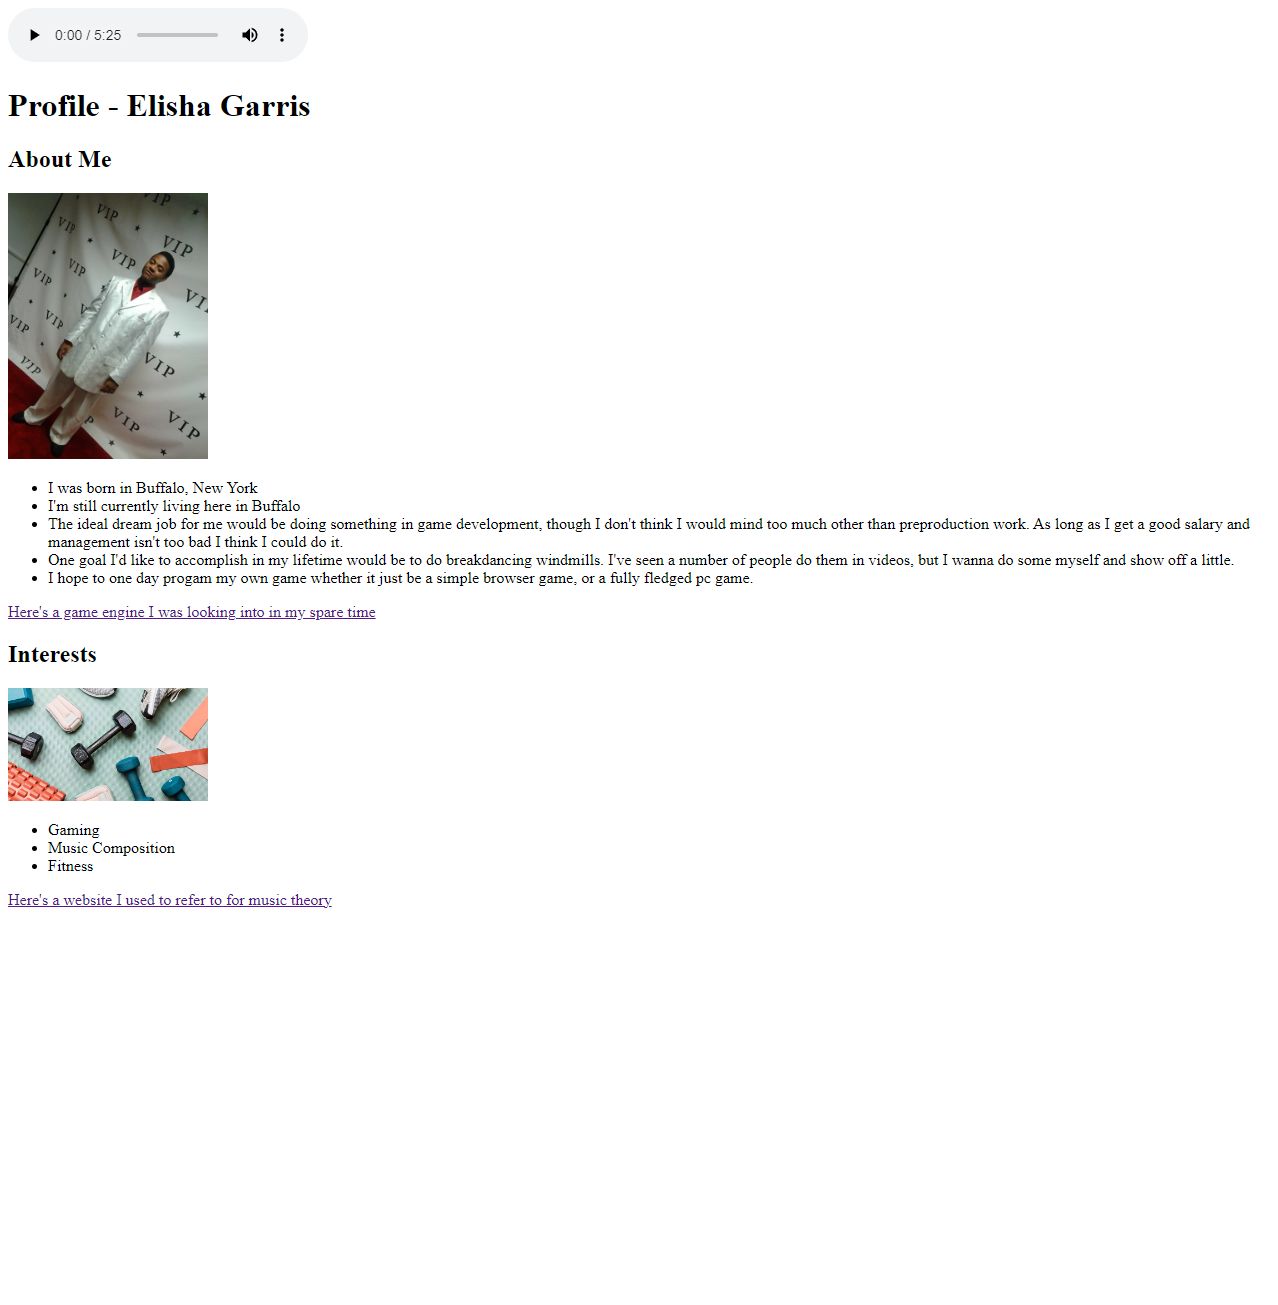 0:00 / 5:25
Profile - Elisha Garris
About Me
VIP
VIP
VIP
VIP
VIP
VIP
VIP
VIP
VIP
VIP
VIP
VIP
I was born in Buffalo, New York
I'm still currently living here in Buffalo
The ideal dream job for me would be doing something in game development, though I don't think I would mind too much other than preproduction work. As long as I get a good salary and
management isn't too bad I think I could do it.
One goal I'd like to accomplish in my lifetime would be to do breakdancing windmills. I've seen a number of people do them in videos, but I wanna do some myself and show off a little.
I hope to one day progam my own game whether it just be a simple browser game, or a fully fledged pc game.
Here's a game engine I was looking into in my spare time
Interests
Gaming
Music Composition
Fitness
Here's a website I used to refer to for music theory